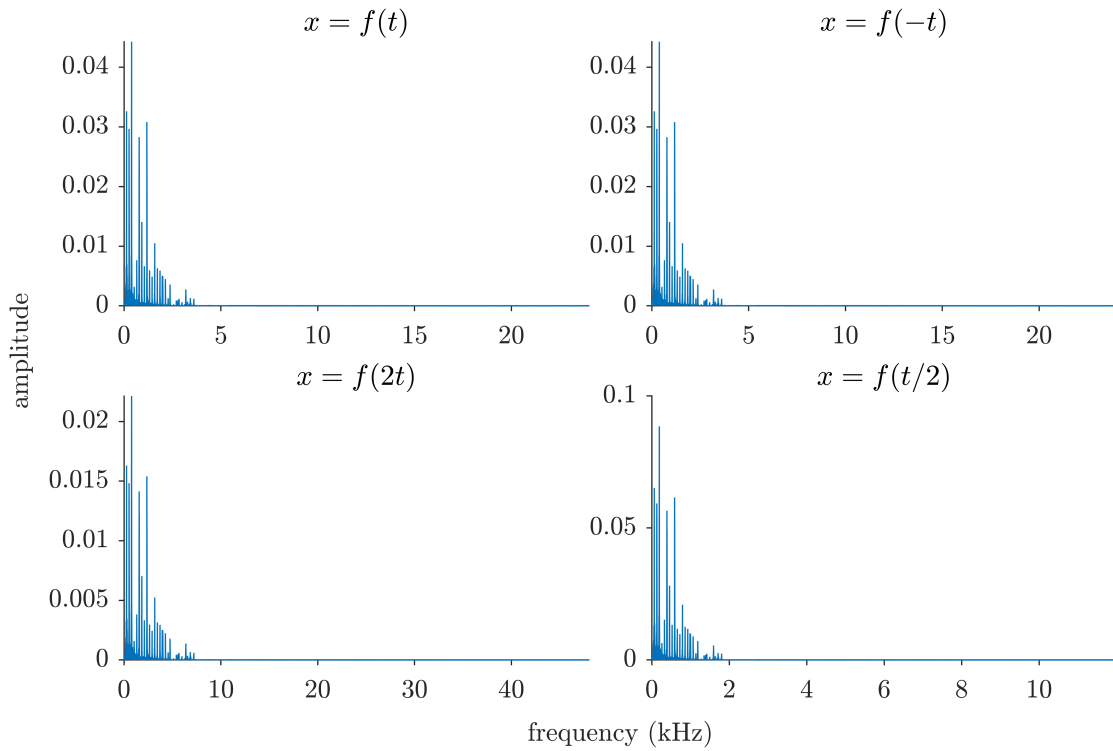 x = f(t)
x = f(−t)
0.04
0.03
0.02
0.01
0
0 5 10 15 20
0.04
0.03
0.02
0.01
0
0 5 10 15 20
amplitude
x = f(2t)
x = f(t/2)
0.02
0.015
0.01
0.005
0
0 10 20 30 40
0.1
0.05
0
0 2 4 6 8 10
frequency (kHz)